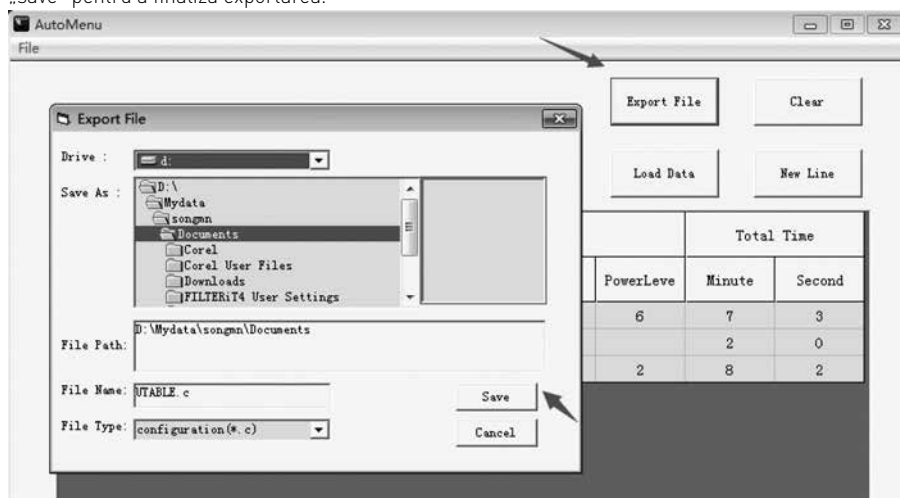 „Save” pentru a finaliza exportarea.
AutoMenu
File
Export File
Clear
Load Data
New Line
Export File
Drive :
d:
Save As :
D:\
Mydata
songmn
Documents
Corel
Corel User Files
Downloads
FILTERiT4 User Settings
File Path:
D:\Mydata\songmn\Documents
File Name:
UTABLE.c
File Type:
configuration(*.c)
Save
Cancel
Total Time
PowerLeve Minute Second
6 7 3
2 0
2 8 2